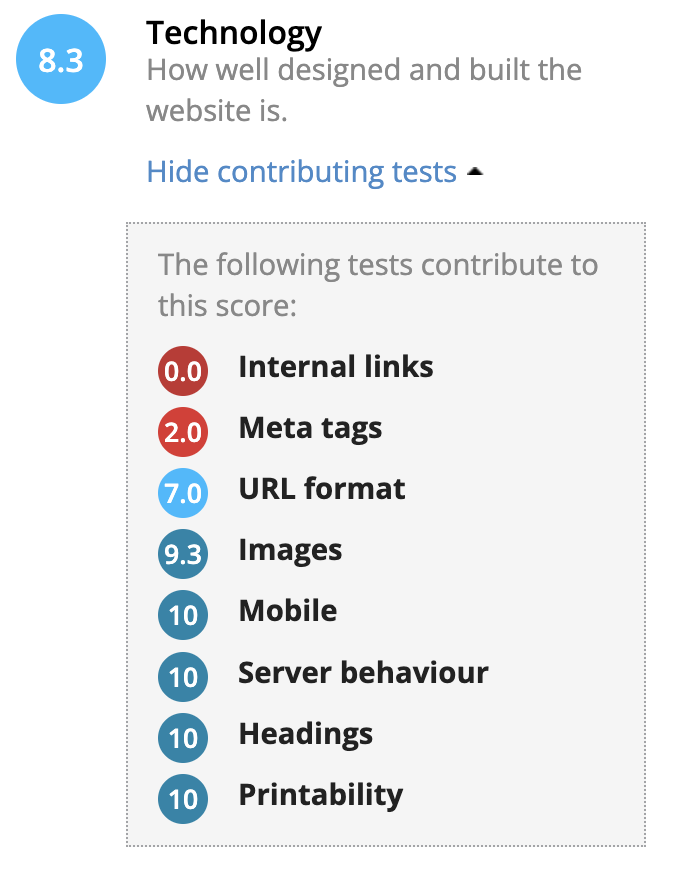 8.3
Technology
How well designed and built the
website is.
Hide contributing tests
The following tests contribute to
this score:
0.0 Internal links
2.0 Meta tags
7.0 URL format
9.3 Images
10 Mobile
10 Server behaviour
10 Headings
10 Printability